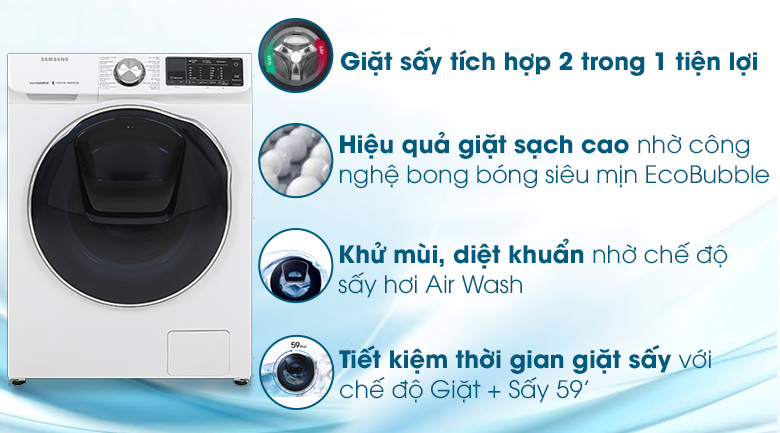 SAMSUNG
Giặt sấy tích hợp 2 trong 1 tiện lợi
Hiệu quả giặt sạch cao nhờ công
nghệ bong bóng siêu mịn EcoBubble
Khử mùi, diệt khuẩn nhờ chế độ
sấy hơi Air Wash
59
Tiết kiệm thời gian giặt sấy với
chế độ Giặt + Sấy 59′